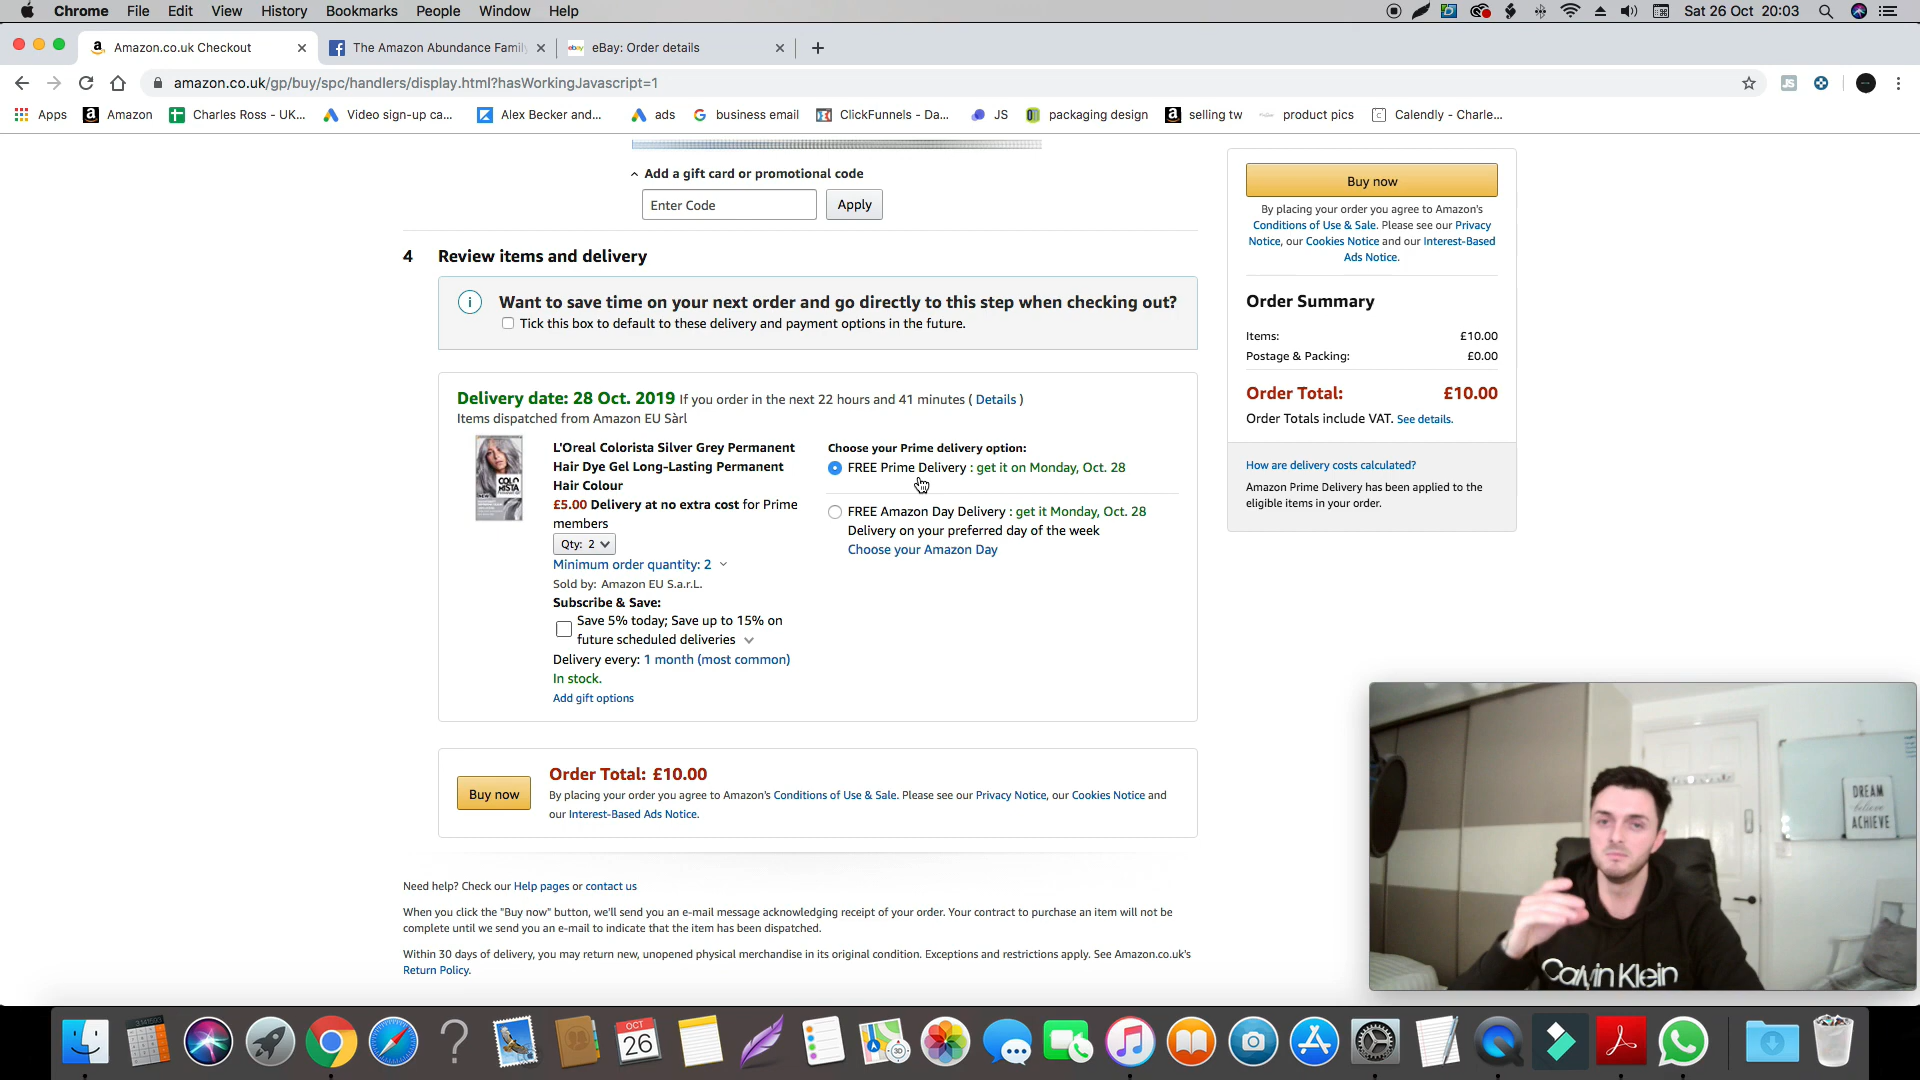 Chrome File Edit View History Bookmarks People Window Help
Sat 26 Oct 20:03
Amazon.co.uk Checkout
The Amazon Abundance Famil
eBay: Order details
amazon.co.uk/gp/buy/spc/handlers/display.html?hasWorkingJavascript=1
Apps
Amazon
Charles Ross - UK...
Video sign-up ca...
Alex Becker and...
ads
business email
ClickFunnels - Da...
JS
packaging design
selling tw
product pics
Calendly - Charle...
Add a gift card or promotional code
Enter Code
Apply
4 Review items and delivery
Want to save time on your next order and go directly to this step when checking out?
Tick this box to default to these delivery and payment options in the future.
Delivery date: 28 Oct. 2019 If you order in the next 22 hours and 41 minutes ( Details )
Items dispatched from Amazon EU Sàrl
COLO
RISTA
L'Oreal Colorista Silver Grey Permanent
Hair Dye Gel Long-Lasting Permanent
Hair Colour
£5.00 Delivery at no extra cost for Prime
members
Qty: 2
Minimum order quantity: 2
Sold by: Amazon EU S.a.r.L.
Subscribe & Save:
Save 5% today; Save up to 15% on
future scheduled deliveries
Delivery every: 1 month (most common)
In stock.
Add gift options
Choose your Prime delivery option:
FREE Prime Delivery : get it on Monday, Oct. 28
FREE Amazon Day Delivery : get it Monday, Oct. 28
Delivery on your preferred day of the week
Choose your Amazon Day
Buy now
Order Total: £10.00
By placing your order you agree to Amazon's Conditions of Use & Sale. Please see our Privacy Notice, our Cookies Notice and
our Interest-Based Ads Notice.
Need help? Check our Help pages or contact us
When you click the "Buy now" button, we'll send you an e-mail message acknowledging receipt of your order. Your contract to purchase an item will not be
complete until we send you an e-mail to indicate that the item has been dispatched.
Within 30 days of delivery, you may return new, unopened physical merchandise in its original condition. Exceptions and restrictions apply. See Amazon.co.uk's
Return Policy.
Buy now
By placing your order you agree to Amazon's
Conditions of Use & Sale. Please see our Privacy
Notice, our Cookies Notice and our Interest-Based
Ads Notice.
Order Summary
Items: £10.00
Postage & Packing: £0.00
Order Total: £10.00
Order Totals include VAT. See details.
How are delivery costs calculated?
Amazon Prime Delivery has been applied to the
eligible items in your order.
DREAM
believe
ACHIEVE
Calvin Klein
OCT
26